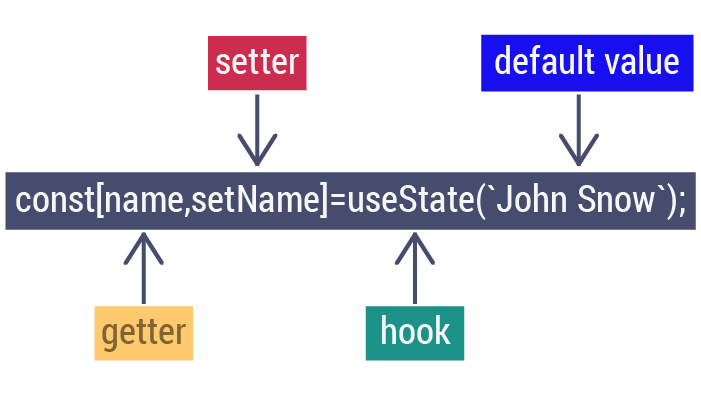 setter
default value
const[name,setName]=useState(`John Snow`);
getter
hook